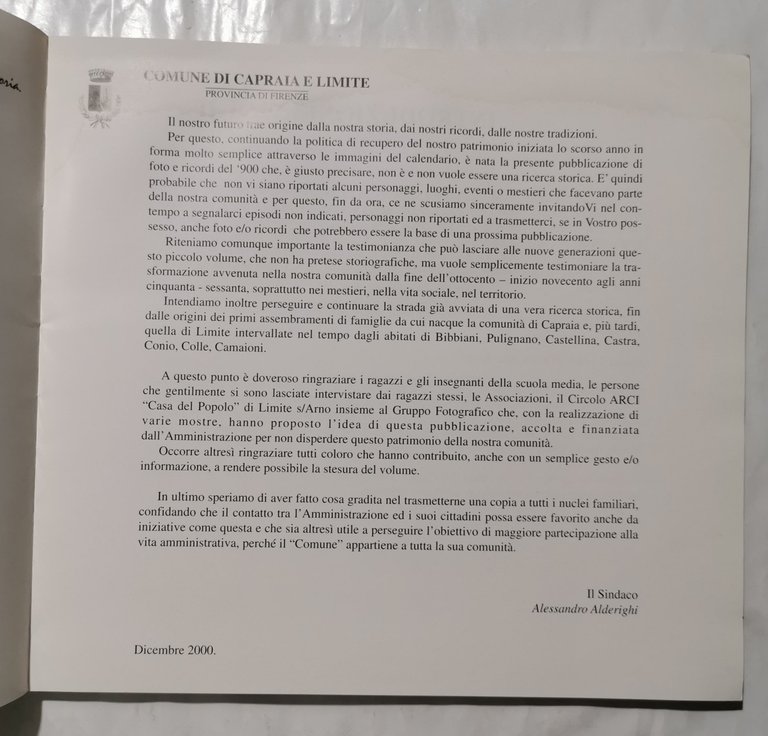 oria.
COMUNE DI CAPRAIA E LIMITE
PROVINCIA DI FIRENZE
Il nostro futuro trae origine dalla nostra storia, dai nostri ricordi, dalle nostre tradizioni.
Per questo, continuando la politica di recupero del nostro patrimonio iniziata lo scorso anno in
forma molto semplice attraverso le immagini del calendario, è nata la presente pubblicazione di
foto e ricordi del ‘900 che, è giusto precisare, non è e non vuole essere una ricerca storica. E’ quindi
probabile che non vi siano riportati alcuni personaggi, luoghi, eventi o mestieri che facevano parte
della nostra comunità e per questo, fin da ora, ce ne scusiamo sinceramente invitandoVi nel con-
tempo a segnalarci episodi non indicati, personaggi non riportati ed a trasmetterci, se in Vostro pos-
sesso, anche foto e/o ricordi che potrebbero essere la base di una prossima pubblicazione.
Riteniamo comunque importante la testimonianza che può lasciare alle nuove generazioni que-
sto piccolo volume, che non ha pretese storiografiche, ma vuole semplicemente testimoniare la tra-
sformazione avvenuta nella nostra comunità dalla fine dell’ottocento – inizio novecento agli anni
cinquanta - sessanta, soprattutto nei mestieri, nella vita sociale, nel territorio.
Intendiamo inoltre perseguire e continuare la strada già avviata di una vera ricerca storica, fin
dalle origini dei primi assembramenti di famiglie da cui nacque la comunità di Capraia e, più tardi,
quella di Limite intervallate nel tempo dagli abitati di Bibbiani, Pulignano, Castellina, Castra,
Conio, Colle, Camaioni.
A questo punto è doveroso ringraziare i ragazzi e gli insegnanti della scuola media, le persone
che gentilmente si sono lasciate intervistare dai ragazzi stessi, le Associazioni, il Circolo ARCI
“Casa del Popolo” di Limite s/Arno insieme al Gruppo Fotografico che, con la realizzazione di
varie mostre, hanno proposto l’idea di questa pubblicazione, accolta e finanziata
dall’Amministrazione per non disperdere questo patrimonio della nostra comunità.
Occorre altresì ringraziare tutti coloro che hanno contribuito, anche con un semplice gesto e/o
informazione, a rendere possibile la stesura del volume.
In ultimo speriamo di aver fatto cosa gradita nel trasmetterne una copia a tutti i nuclei familiari,
confidando che il contatto tra l’Amministrazione ed i suoi cittadini possa essere favorito anche da
iniziative come questa e che sia altresì utile a perseguire l’obiettivo di maggiore partecipazione alla
vita amministrativa, perché il “Comune” appartiene a tutta la sua comunità.
Il Sindaco
Alessandro Alderighi
Dicembre 2000.